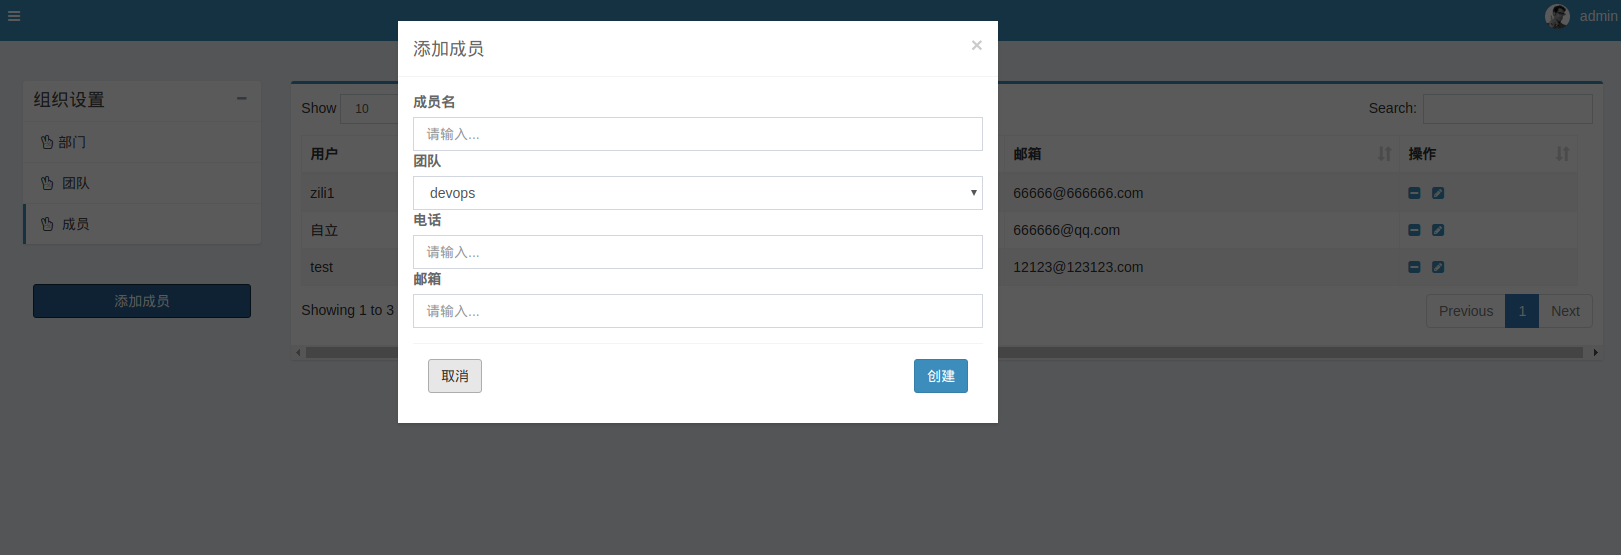 admin
添加成员 ×
组织设置
部门
团队
成员
添加成员
成员名
请输入...
团队
devops
电话
请输入...
邮箱
请输入...
取消 创建
Show 10 Search:
用户 邮箱 操作
zili1 66666@666666.com
自立 666666@qq.com
test 12123@123123.com
Showing 1 to 3 Previous 1 Next